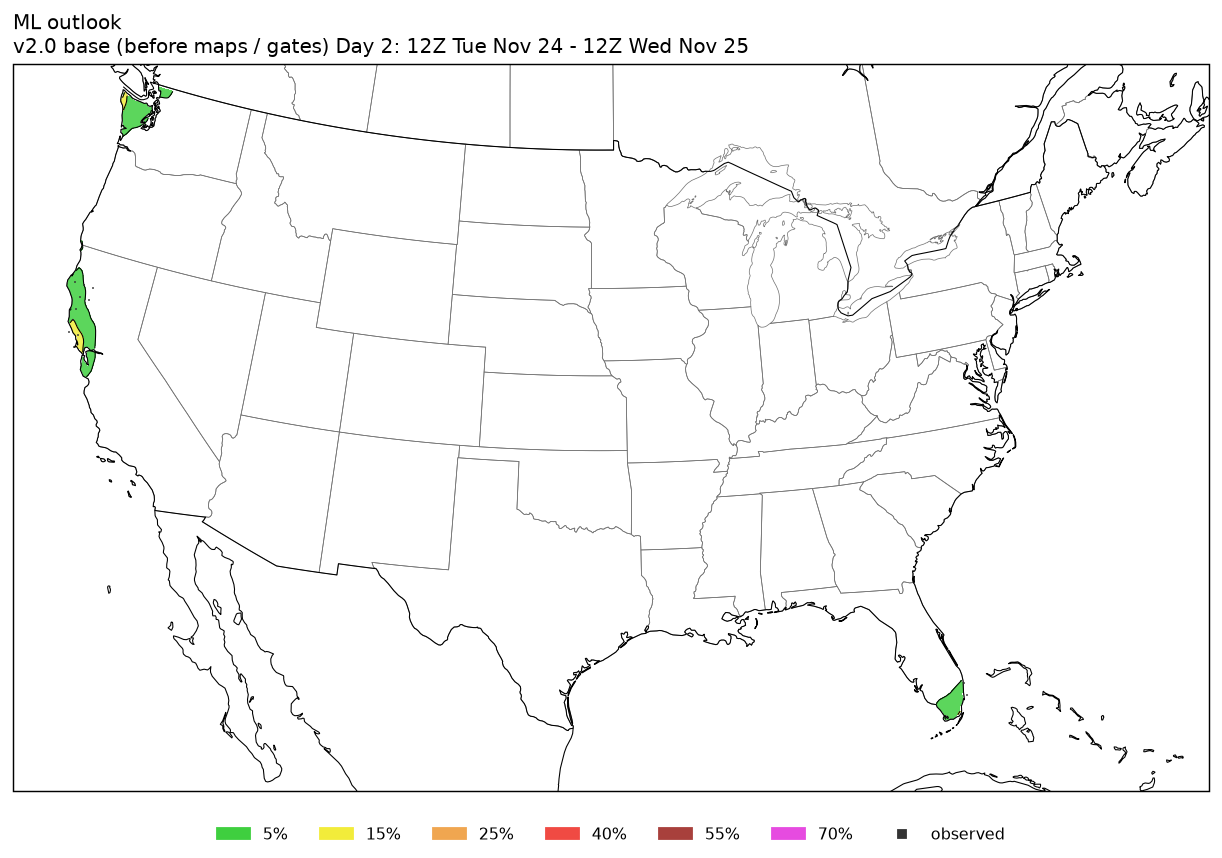 ML outlook
v2.0 base (before maps / gates) Day 2: 12Z Tue Nov 24 - 12Z Wed Nov 25
5% 15% 25% 40% 55% 70% observed